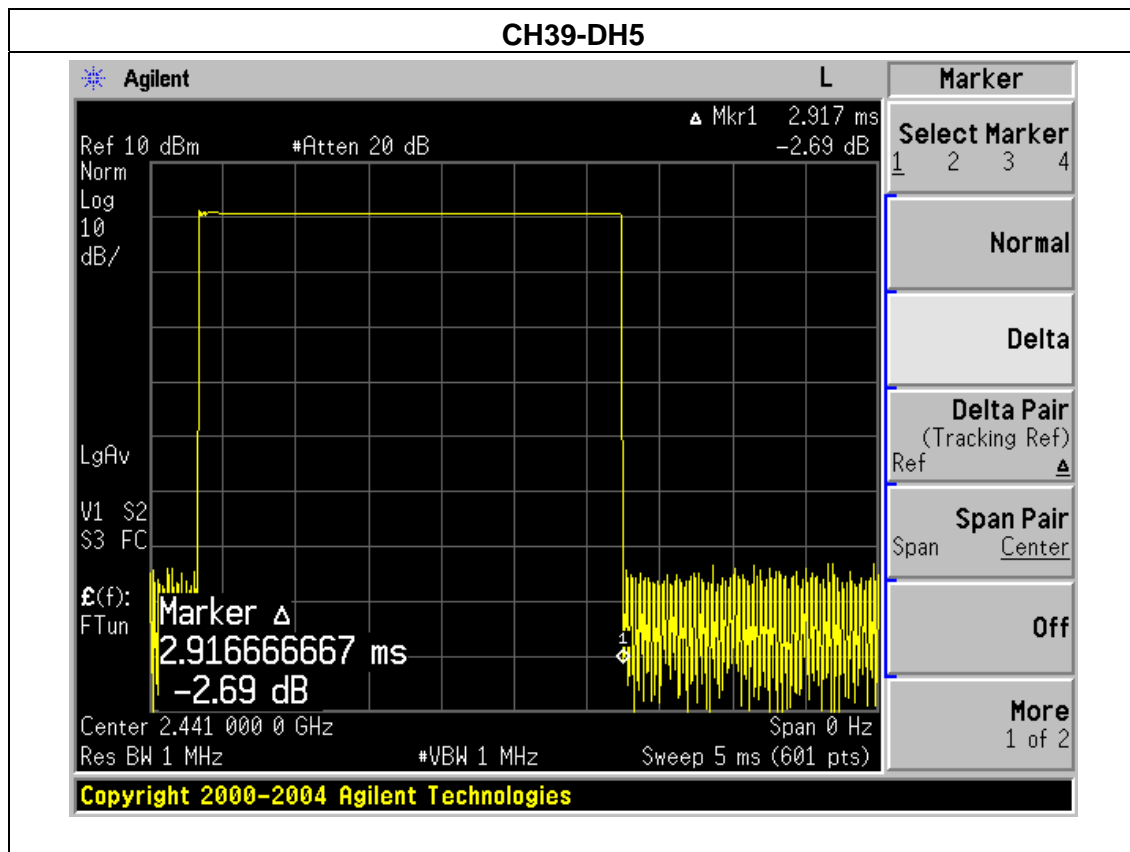 CH39-DH5
Agilent L
Marker
Δ Mkr1 2.917 ms
Ref 10 dBm #Atten 20 dB -2.69 dB
Norm
Log
10
dB/
LgAv
V1 S2
S3 FC
£(f):
FTun
Marker Δ
2.916666667 ms
-2.69 dB
1
Center 2.441 000 0 GHz Span 0 Hz
Res BW 1 MHz #VBW 1 MHz Sweep 5 ms (601 pts)
Select Marker
1 2 3 4
Normal
Delta
Delta Pair
(Tracking Ref)
Ref Δ
Span Pair
Span Center
Off
More
1 of 2
Copyright 2000-2004 Agilent Technologies